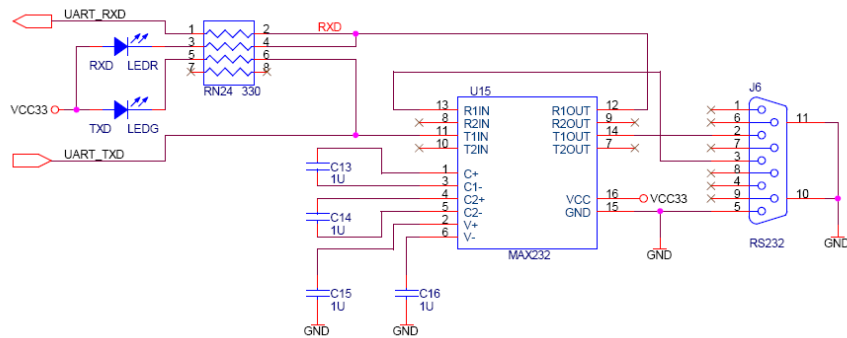 UART_RXD
RXD
1 2
3 4
5 6
7 8
RXD LEDR
RN24 330
VCC33
TXD LEDG
UART_TXD
U15
J6
13 R1IN R1OUT 12
8 R2IN R2OUT 9
11 T1IN T1OUT 14
10 T2IN T2OUT 7
1 C+
3 C1-
4 C2+
5 C2-
2 V+
6 V-
VCC 16 VCC33
GND 15
MAX232
C13
1U
C14
1U
C15
1U
C16
1U
GND
GND
GND
1
6
2
7
3
8
4
9
5
11
10
RS232
GND